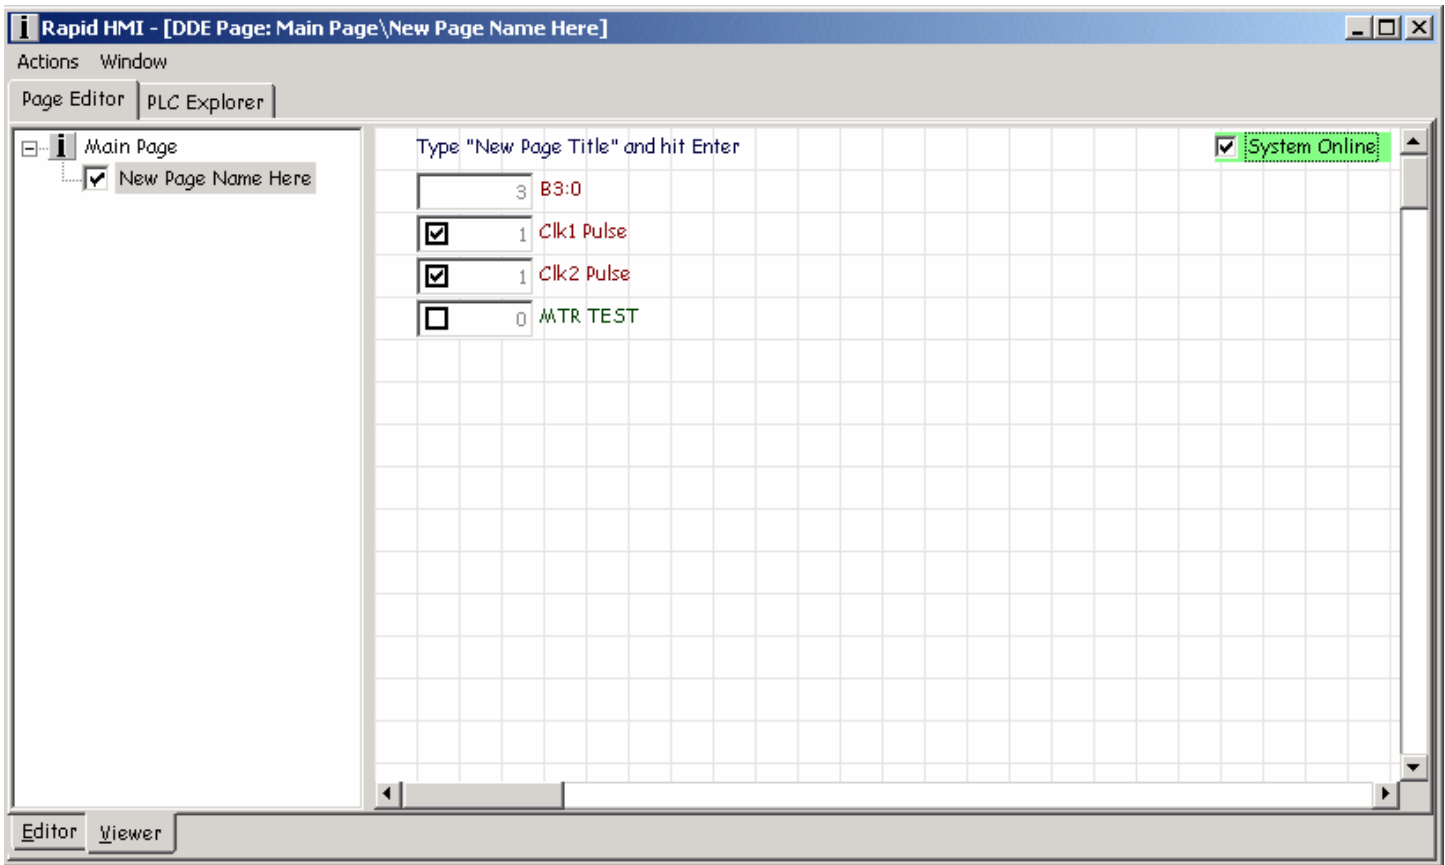 i Rapid HMI - [DDE Page: Main Page\New Page Name Here]
Actions Window
Page Editor PLC Explorer
i Main Page
New Page Name Here
Type "New Page Title" and hit Enter
System Online
3 B3:0
1 Clk1 Pulse
1 Clk2 Pulse
0 MTR TEST
Editor Viewer